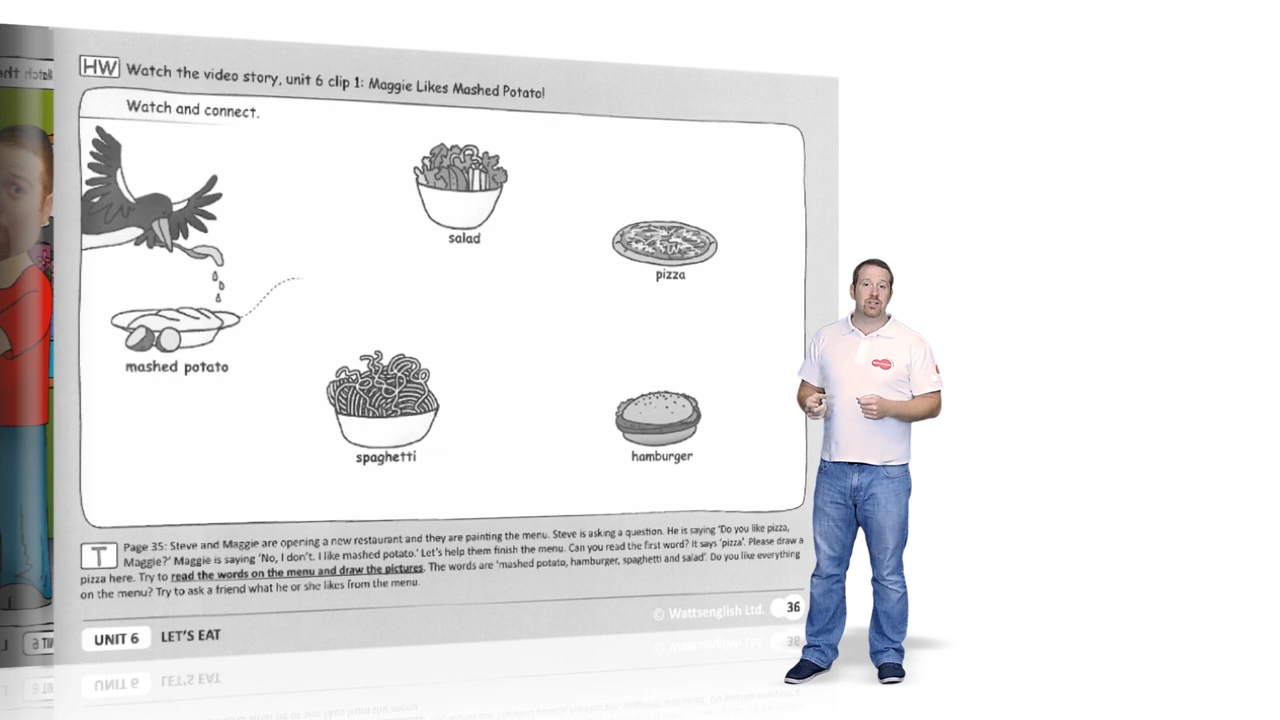 HW Watch the video story, unit 6 clip 1: Maggie Likes Mashed Potato!
Watch and connect.
salad
pizza
mashed potato
spaghetti
hamburger
T Page 35: Steve and Maggie are opening a new restaurant and they are painting the menu. Steve is asking a question. He is saying 'Do you like pizza,
Maggie?' Maggie is saying 'No, I don't. I like mashed potato.' Let's help them finish the menu. Can you read the first word? It says 'pizza'. Please draw a
pizza here. Try to read the words on the menu and draw the pictures. The words are 'mashed potato, hamburger, spaghetti and salad'. Do you like everything
on the menu? Try to ask a friend what he or she likes from the menu.
© Wattsenglish Ltd. 36
UNIT 6 LET'S EAT